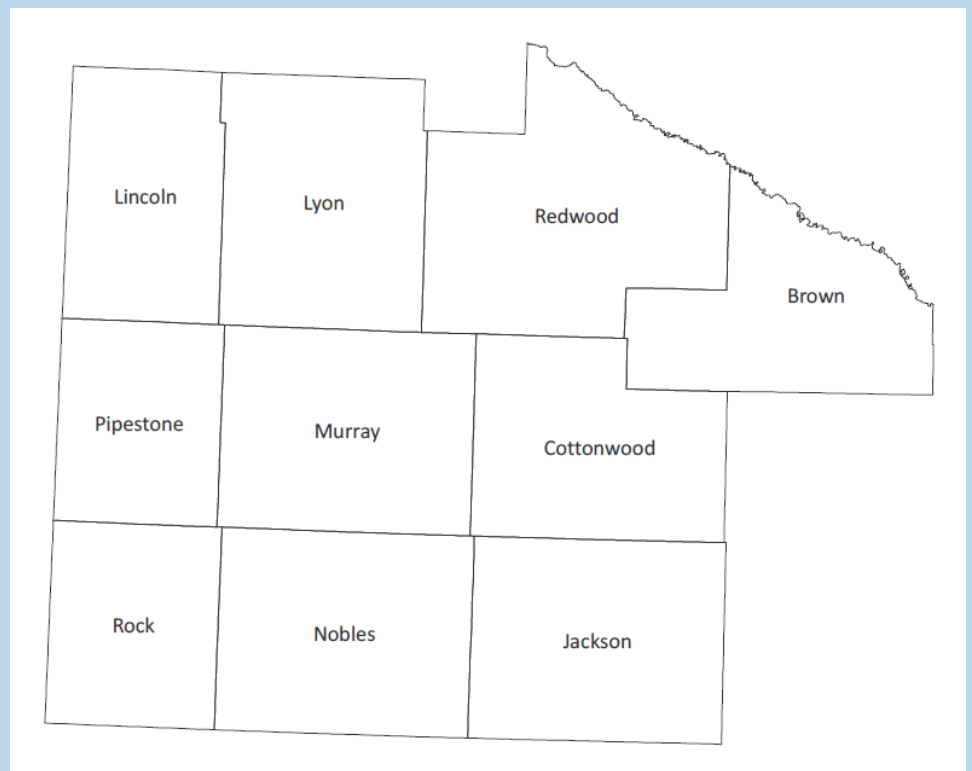 Lincoln
Lyon
Redwood
Brown
Pipestone
Murray
Cottonwood
Rock
Nobles
Jackson